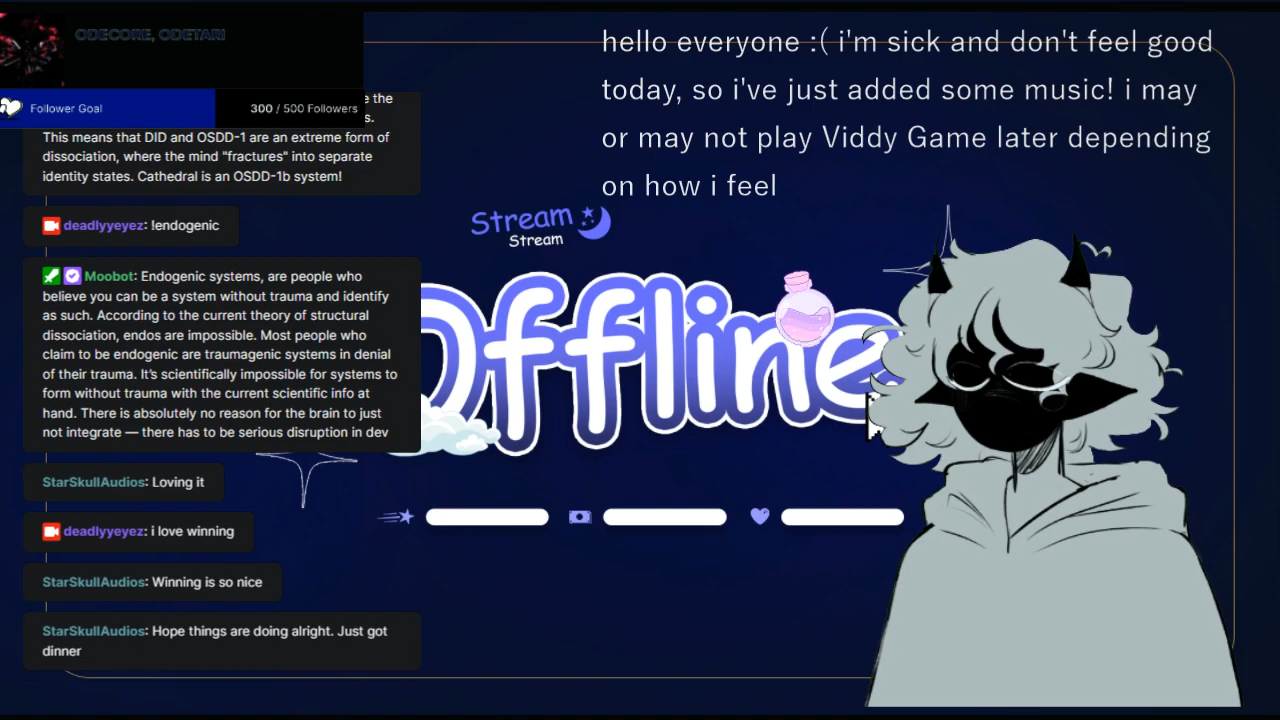 ODECORE, ODETARI
Follower Goal
300 / 500 Followers
e the
s.
This means that DID and OSDD-1 are an extreme form of
dissociation, where the mind "fractures" into separate
identity states. Cathedral is an OSDD-1b system!
deadlyyeyez: !endogenic
Moobot: Endogenic systems, are people who
believe you can be a system without trauma and identify
as such. According to the current theory of structural
dissociation, endos are impossible. Most people who
claim to be endogenic are traumagenic systems in denial
of their trauma. It's scientifically impossible for systems to
form without trauma with the current scientific info at
hand. There is absolutely no reason for the brain to just
not integrate — there has to be serious disruption in dev
StarSkullAudios: Loving it
deadlyyeyez: i love winning
StarSkullAudios: Winning is so nice
StarSkullAudios: Hope things are doing alright. Just got
dinner
hello everyone :( i'm sick and don't feel good
today, so i've just added some music! i may
or may not play Viddy Game later depending
on how i feel
Stream
Stream
Offline